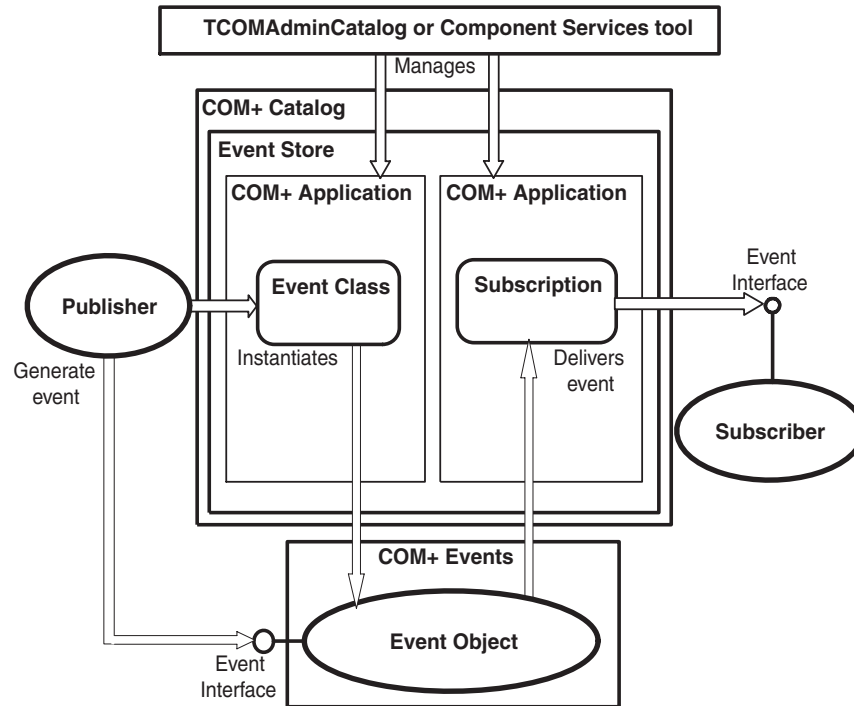 TCOMAdminCatalog or Component Services tool
Manages
COM+ Catalog
Event Store
COM+ Application
COM+ Application
Publisher
Event Class
Subscription
Event
Interface
Instantiates
Delivers
event
Generate
event
Subscriber
COM+ Events
Event Object
Event
Interface